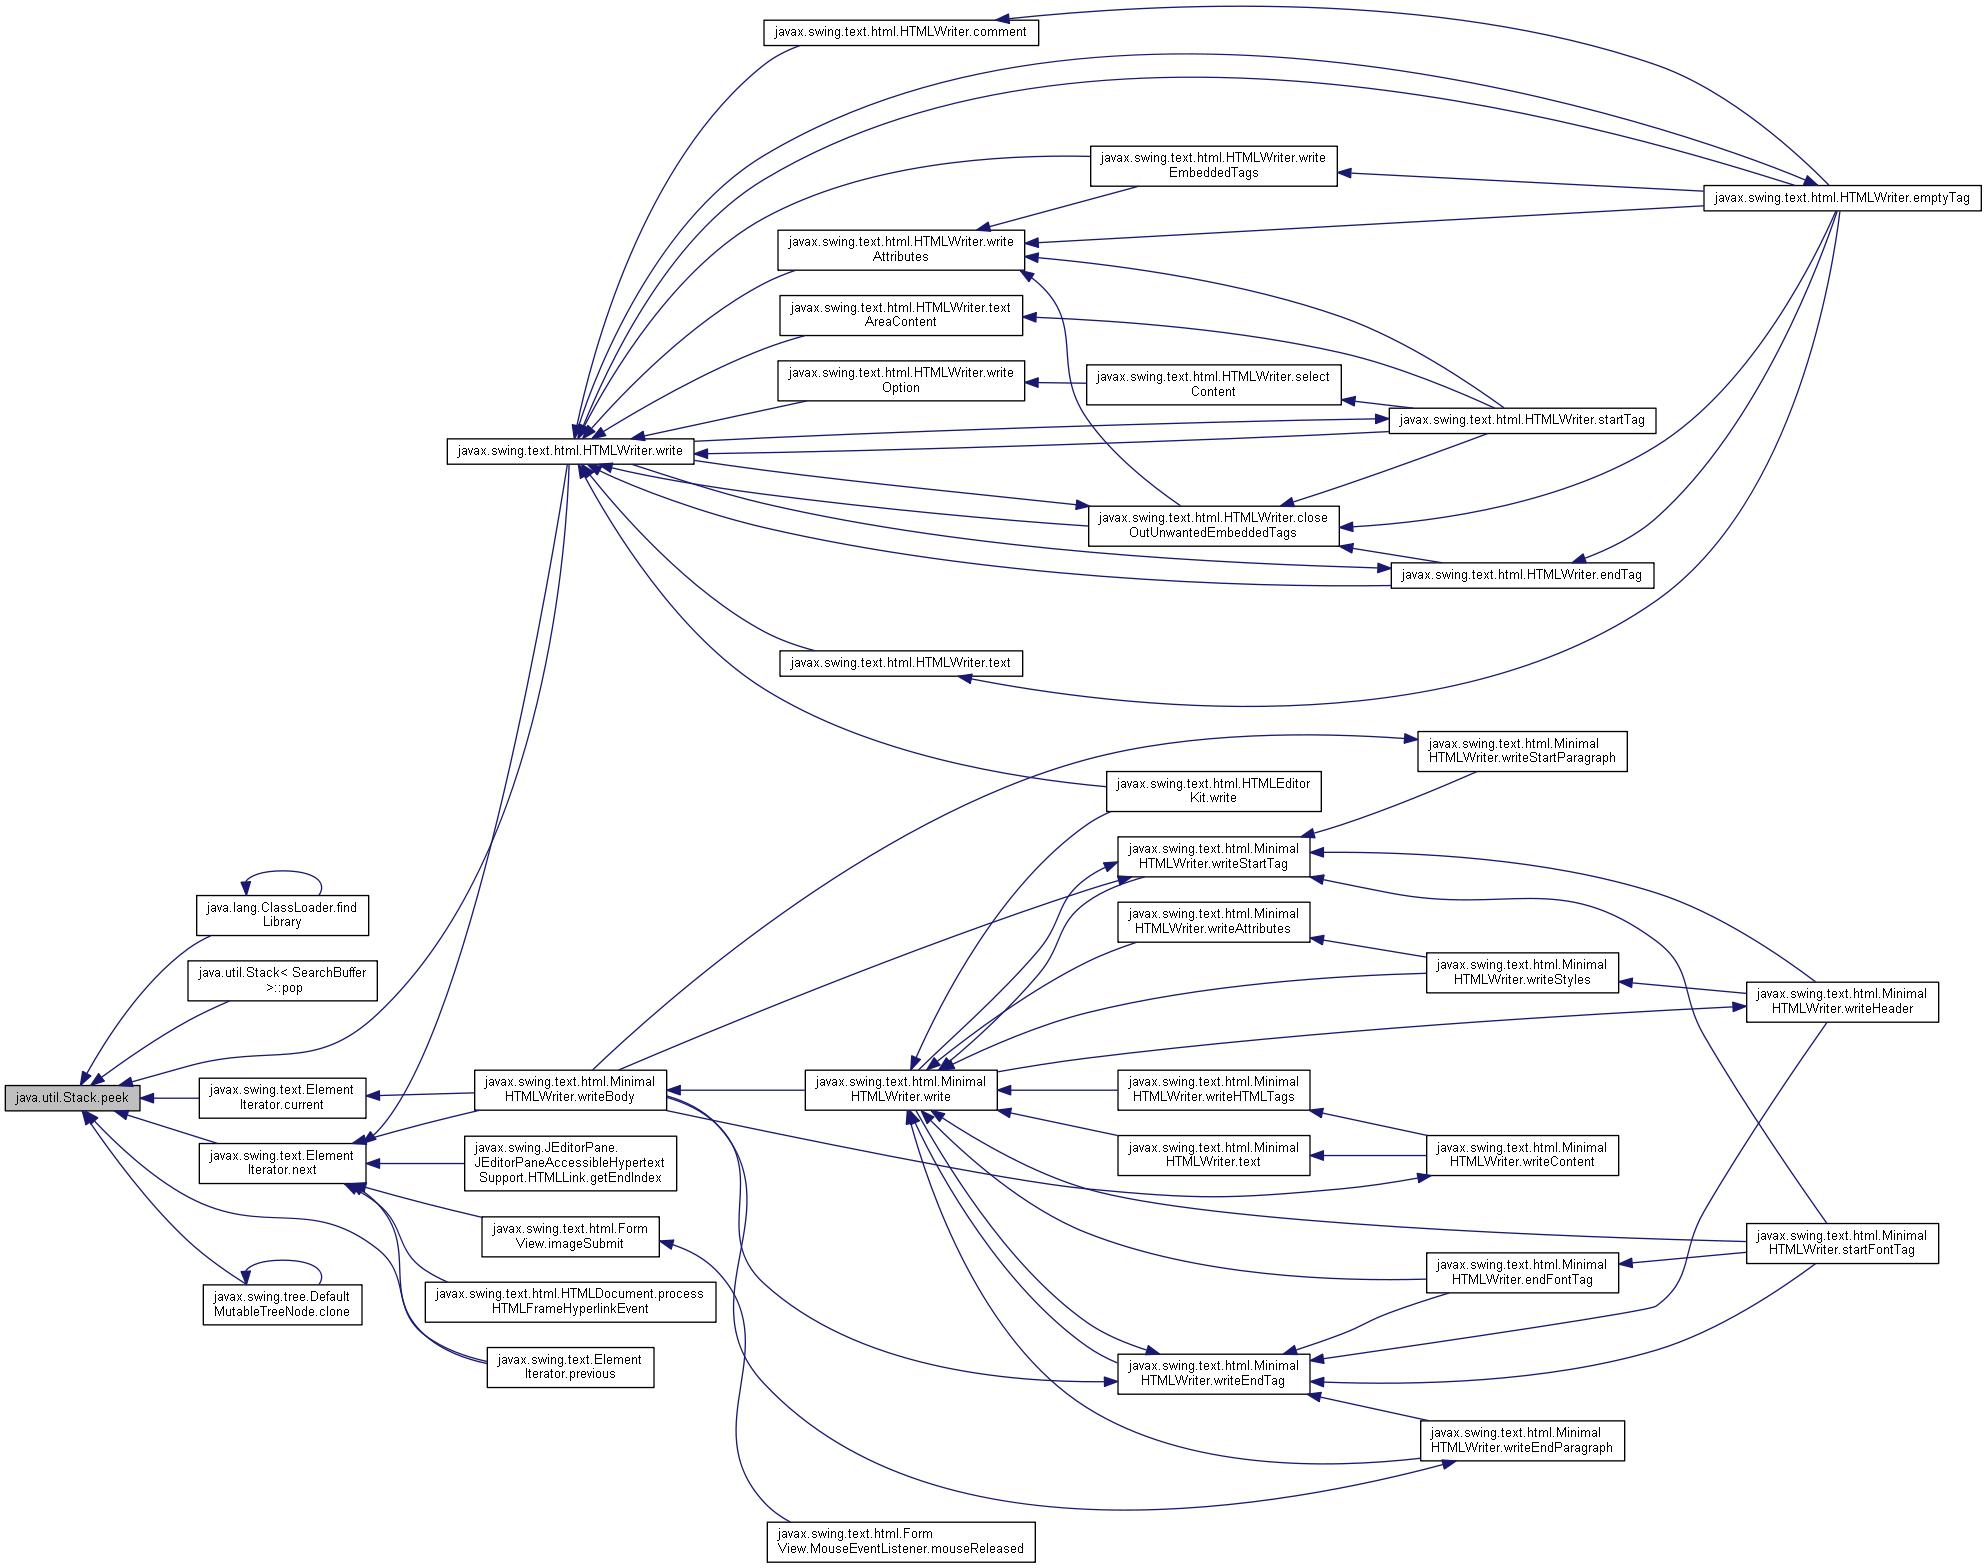 javax.swing.text.html.HTMLWriter.comment
javax.swing.text.html.HTMLWriter.write
EmbeddedTags
javax.swing.text.html.HTMLWriter.emptyTag
javax.swing.text.html.HTMLWriter.write
Attributes
javax.swing.text.html.HTMLWriter.text
AreaContent
javax.swing.text.html.HTMLWriter.write
Option
javax.swing.text.html.HTMLWriter.select
Content
javax.swing.text.html.HTMLWriter.startTag
javax.swing.text.html.HTMLWriter.write
javax.swing.text.html.HTMLWriter.close
OutUnwantedEmbeddedTags
javax.swing.text.html.HTMLWriter.endTag
javax.swing.text.html.HTMLWriter.text
javax.swing.text.html.Minimal
HTMLWriter.writeStartParagraph
javax.swing.text.html.HTMLEditor
Kit.write
javax.swing.text.html.Minimal
HTMLWriter.writeStartTag
java.lang.ClassLoader.find
Library
javax.swing.text.html.Minimal
HTMLWriter.writeAttributes
java.util.Stack< SearchBuffer
>::pop
javax.swing.text.html.Minimal
HTMLWriter.writeStyles
javax.swing.text.html.Minimal
HTMLWriter.writeHeader
java.util.Stack.peek
javax.swing.text.Element
Iterator.current
javax.swing.text.html.Minimal
HTMLWriter.writeBody
javax.swing.text.html.Minimal
HTMLWriter.write
javax.swing.text.html.Minimal
HTMLWriter.writeHTMLTags
javax.swing.text.Element
Iterator.next
javax.swing.JEditorPane.
JEditorPaneAccessibleHypertext
Support.HTMLLink.getEndIndex
javax.swing.text.html.Minimal
HTMLWriter.text
javax.swing.text.html.Minimal
HTMLWriter.writeContent
javax.swing.text.html.Form
View.imageSubmit
javax.swing.text.html.Minimal
HTMLWriter.startFontTag
javax.swing.text.html.Minimal
HTMLWriter.endFontTag
javax.swing.tree.Default
MutableTreeNode.clone
javax.swing.text.html.HTMLDocument.process
HTMLFrameHyperlinkEvent
javax.swing.text.Element
Iterator.previous
javax.swing.text.html.Minimal
HTMLWriter.writeEndTag
javax.swing.text.html.Minimal
HTMLWriter.writeEndParagraph
javax.swing.text.html.Form
View.MouseEventListener.mouseReleased